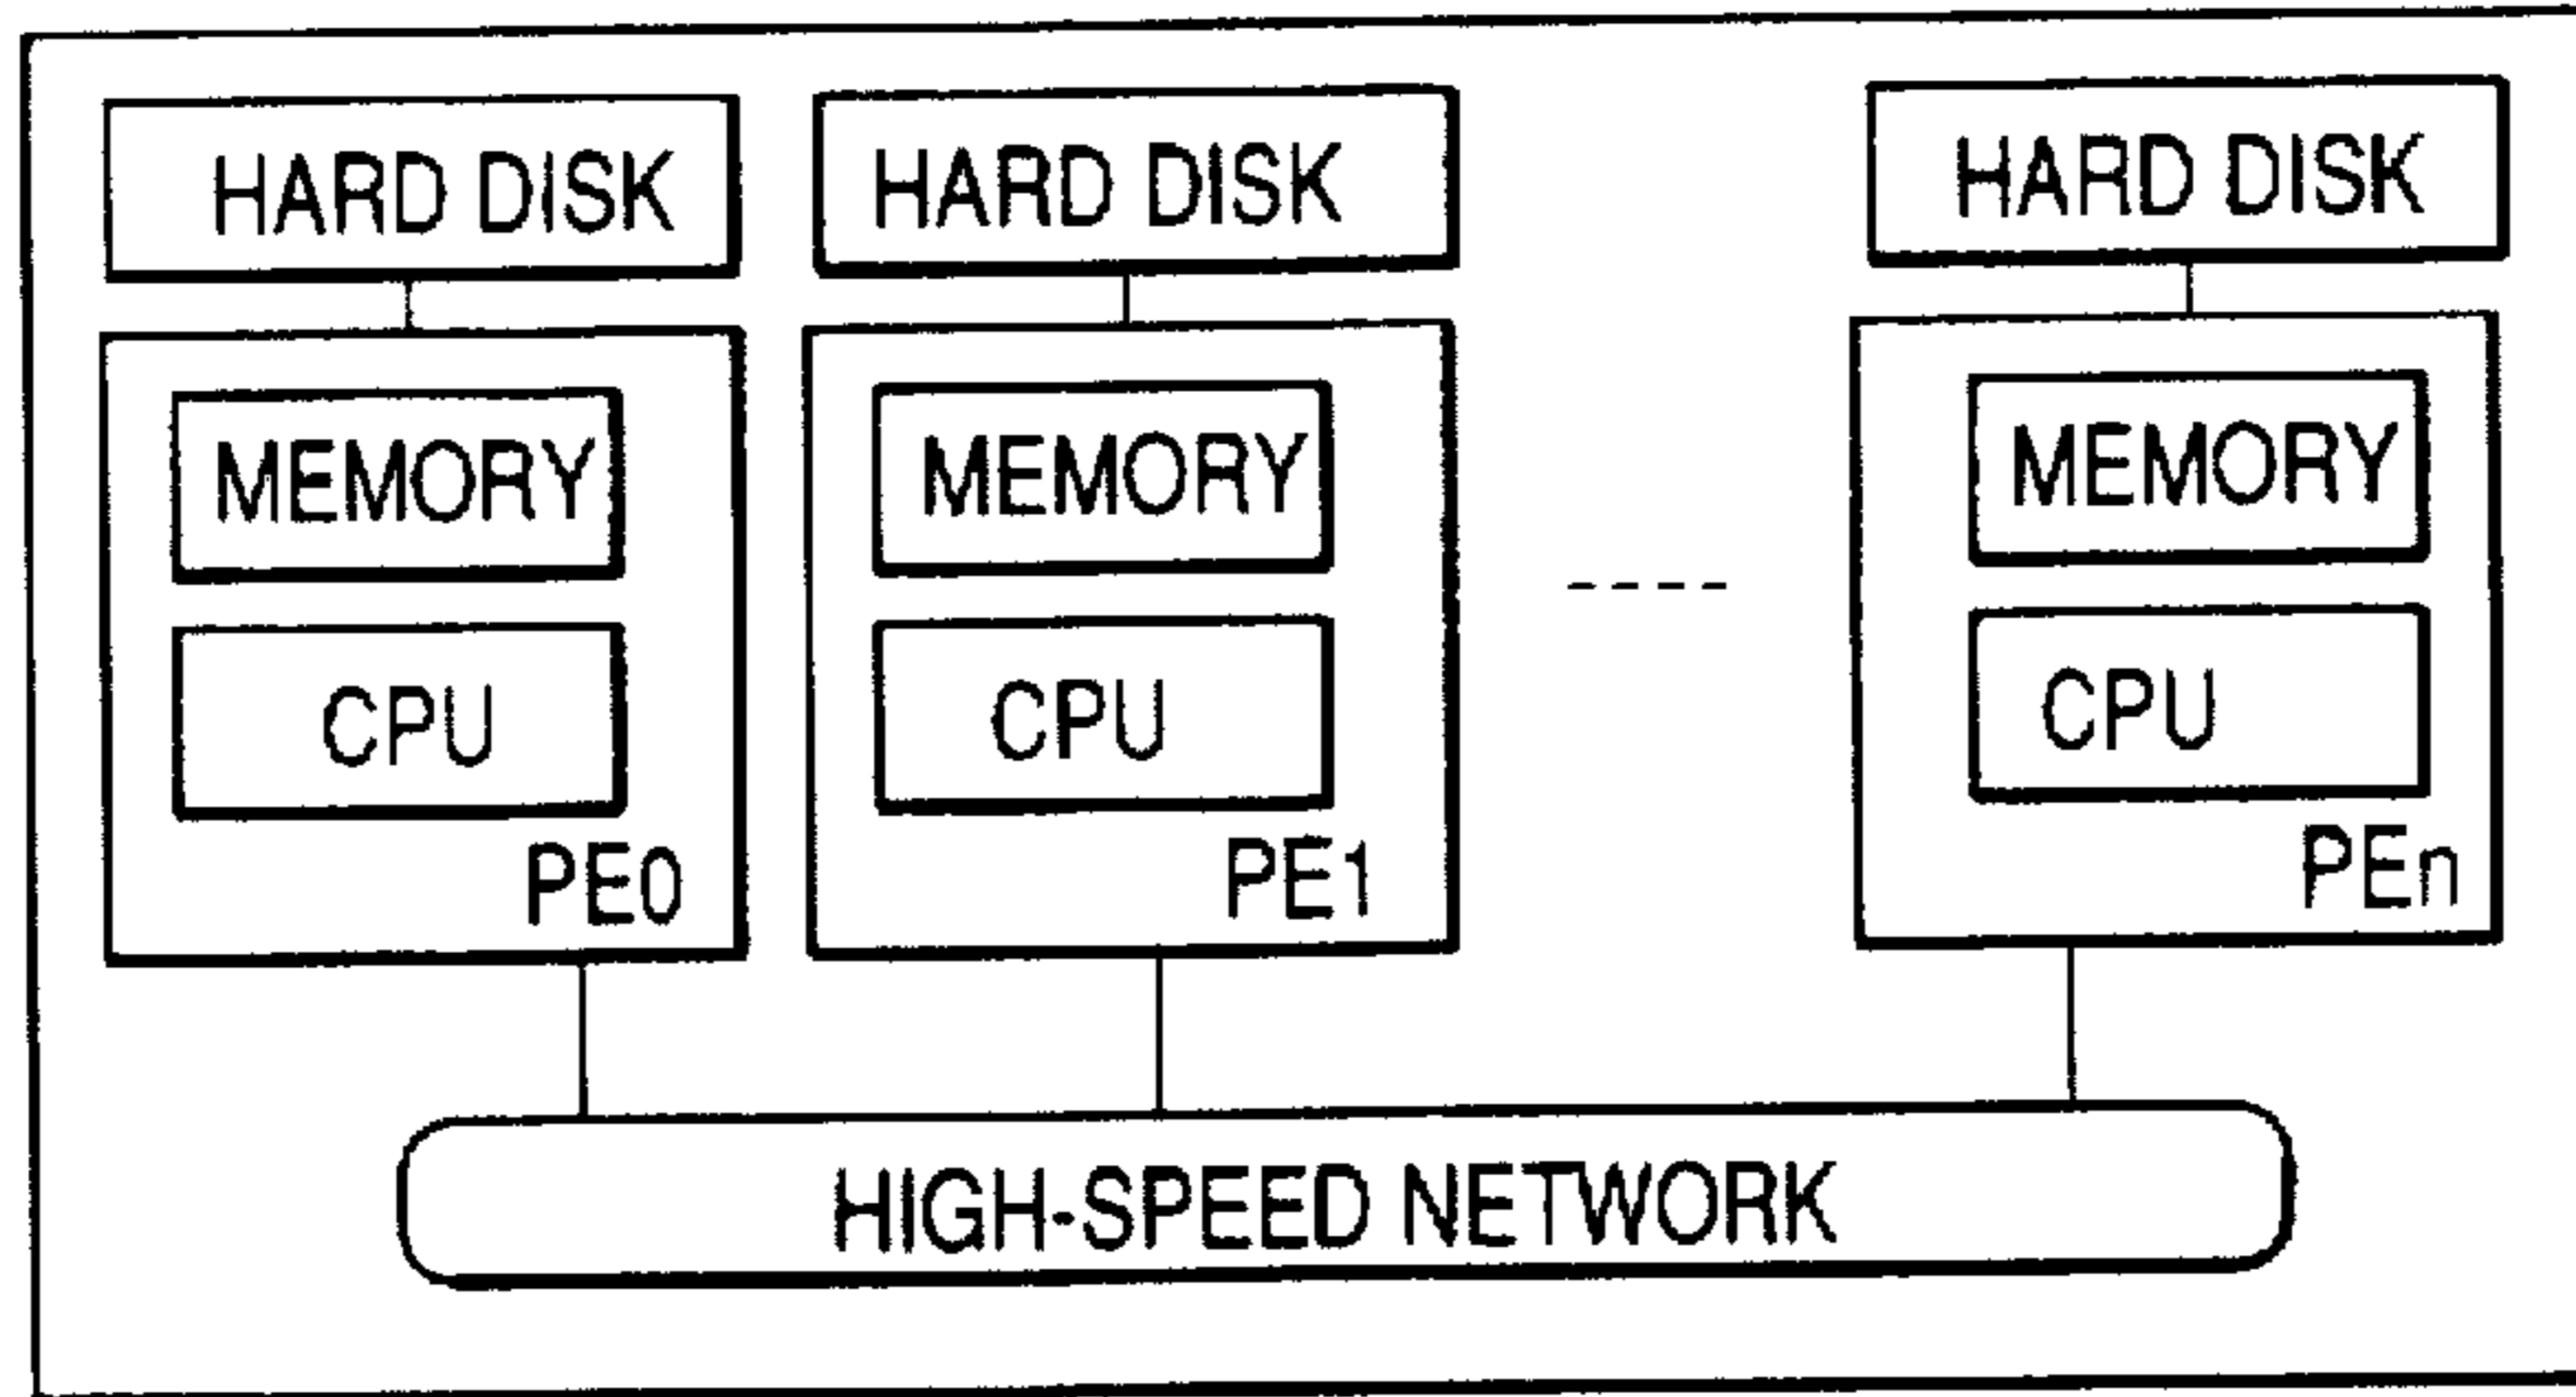 HARD DISK
HARD DISK
HARD DISK
MEMORY
MEMORY
MEMORY
CPU
CPU
CPU
PE0
PE1
PEn
HIGH-SPEED NETWORK